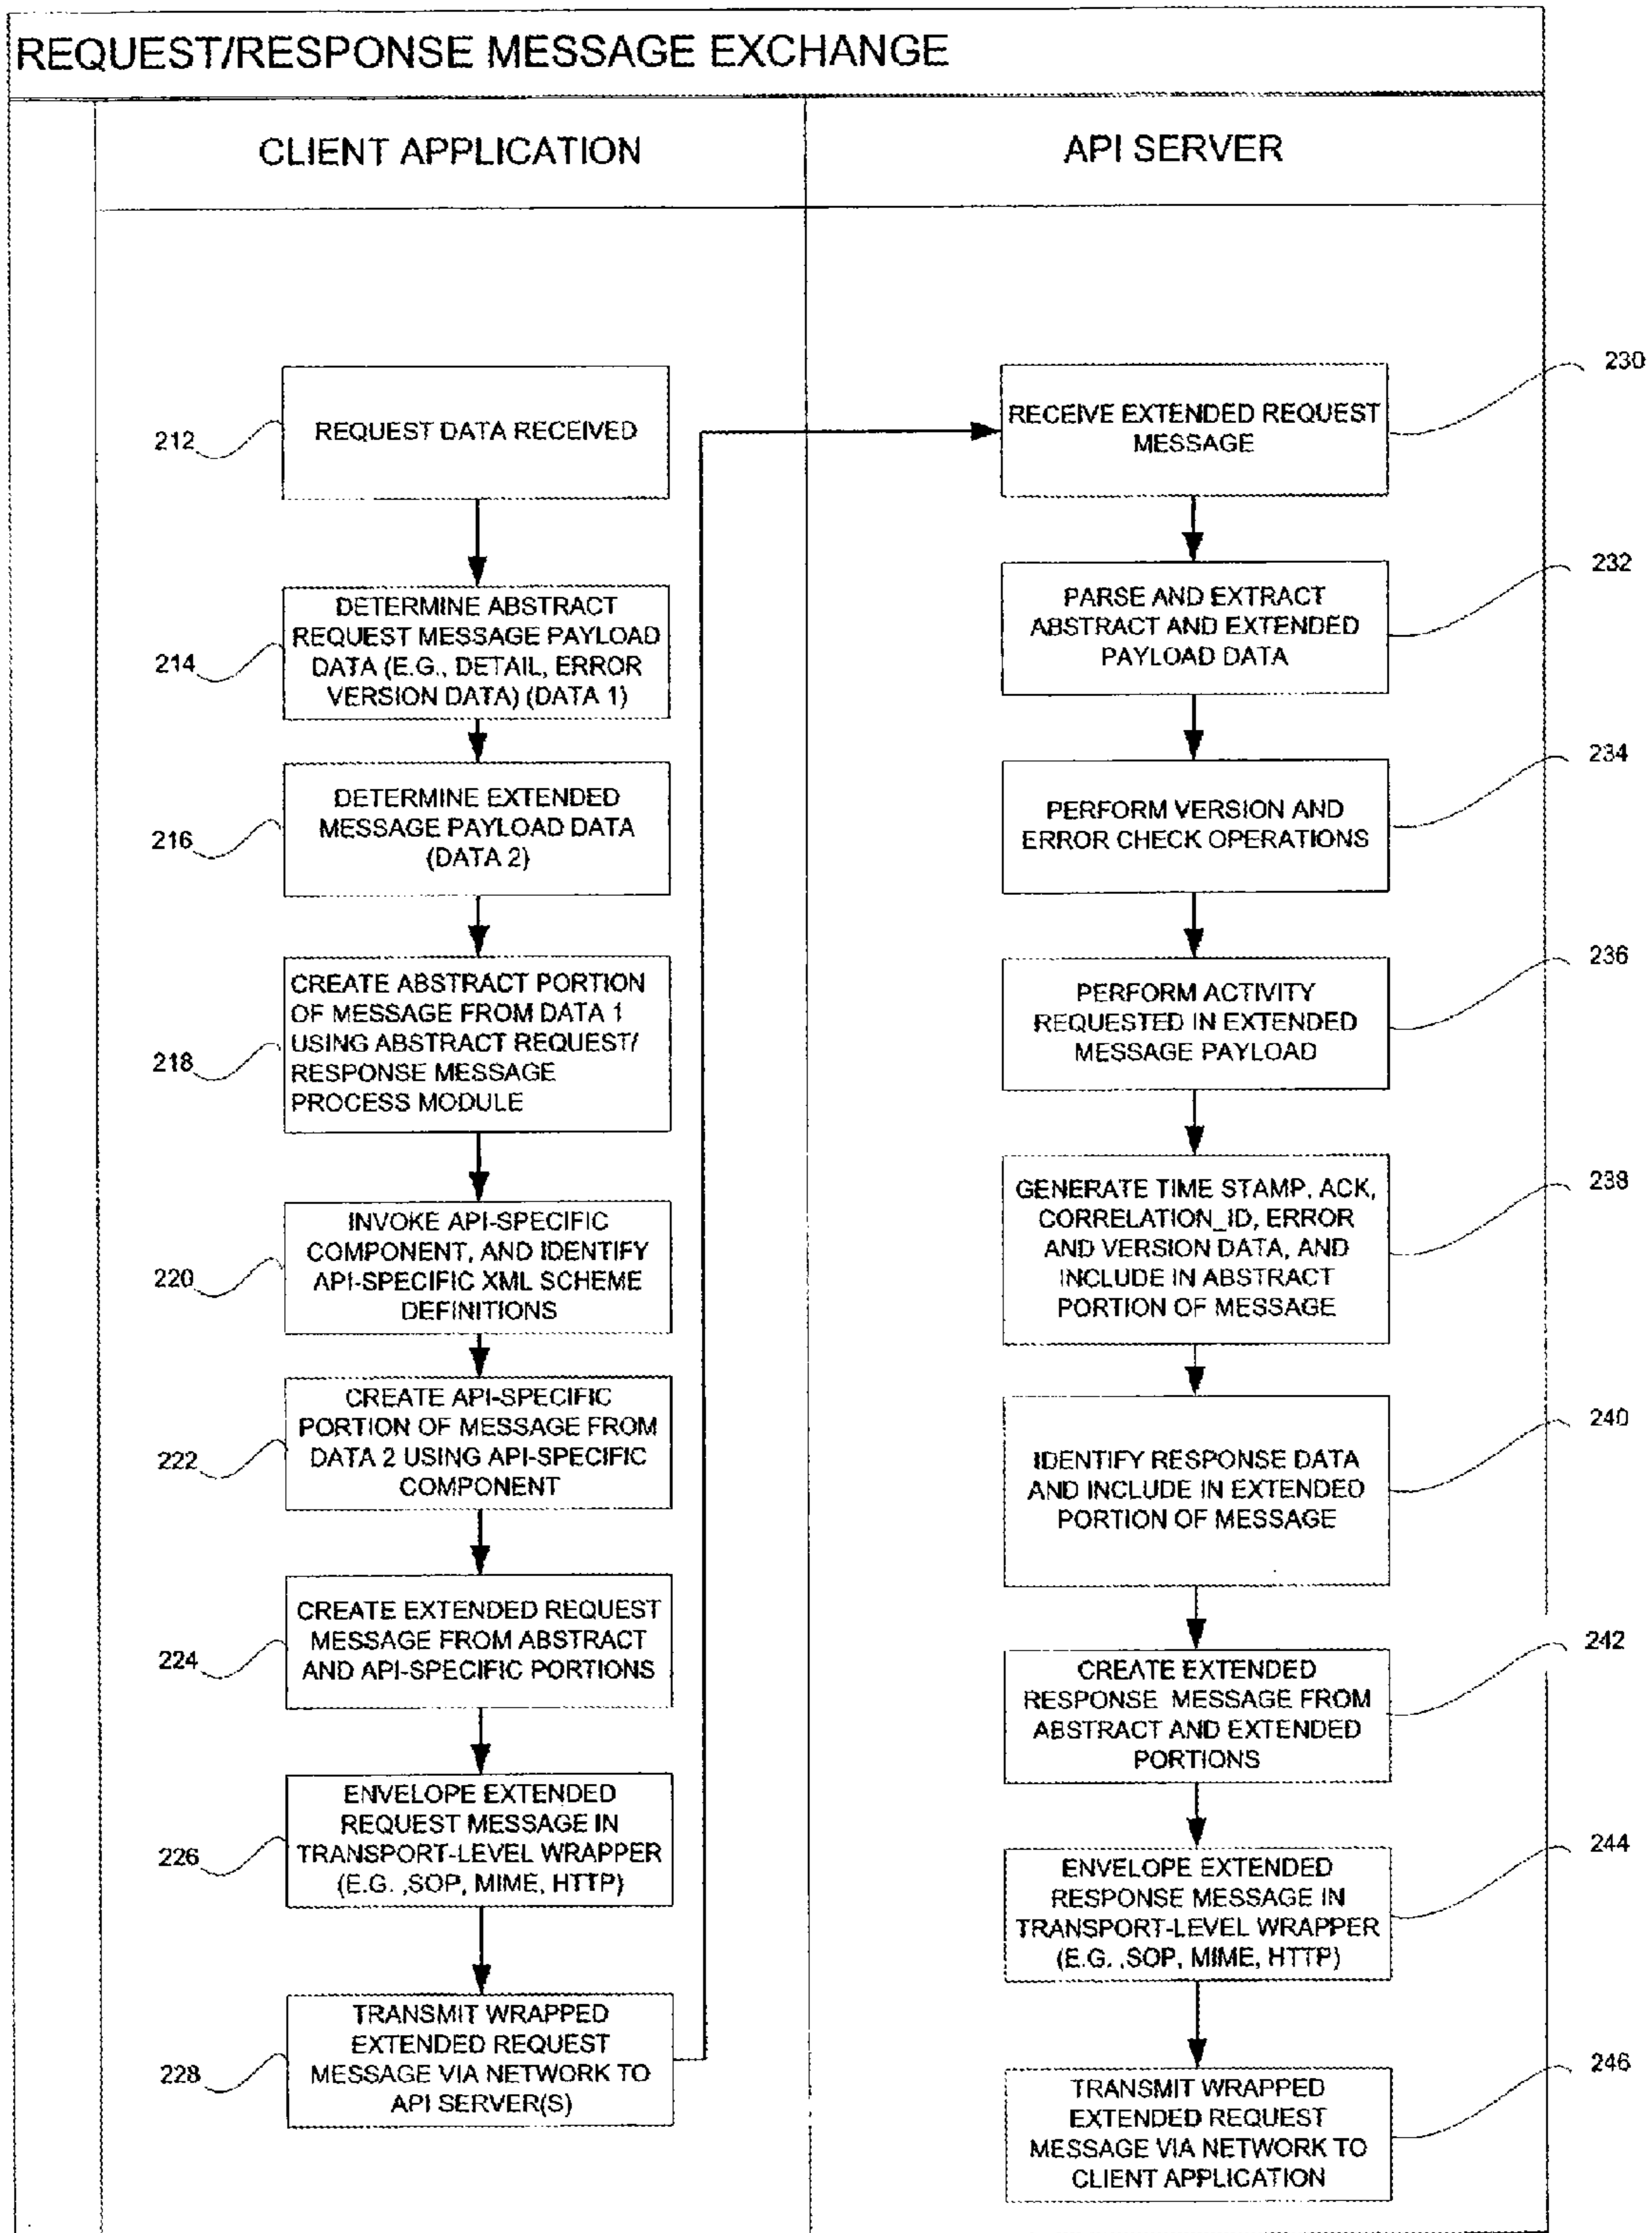 REQUEST/RESPONSE MESSAGE EXCHANGE
CLIENT APPLICATION
212
REQUEST DATA RECEIVED
214
DETERMINE ABSTRACT
REQUEST MESSAGE PAYLOAD
DATA (E.G., DETAIL, ERROR
VERSION DATA) (DATA 1)
216
DETERMINE EXTENDED
MESSAGE PAYLOAD DATA
(DATA 2)
218
CREATE ABSTRACT PORTION
OF MESSAGE FROM DATA 1
USING ABSTRACT REQUEST/
RESPONSE MESSAGE
PROCESS MODULE
220
INVOKE API-SPECIFIC
COMPONENT, AND IDENTIFY
API-SPECIFIC XML SCHEME
DEFINITIONS
222
CREATE API-SPECIFIC
PORTION OF MESSAGE FROM
DATA 2 USING API-SPECIFIC
COMPONENT
224
CREATE EXTENDED REQUEST
MESSAGE FROM ABSTRACT
AND API-SPECIFIC PORTIONS
226
ENVELOPE EXTENDED
REQUEST MESSAGE IN
TRANSPORT-LEVEL WRAPPER
(E.G. ,SOP, MIME, HTTP)
228
TRANSMIT WRAPPED
EXTENDED REQUEST
MESSAGE VIA NETWORK TO
API SERVER(S)
API SERVER
230
RECEIVE EXTENDED REQUEST
MESSAGE
232
PARSE AND EXTRACT
ABSTRACT AND EXTENDED
PAYLOAD DATA
234
PERFORM VERSION AND
ERROR CHECK OPERATIONS
236
PERFORM ACTIVITY
REQUESTED IN EXTENDED
MESSAGE PAYLOAD
238
GENERATE TIME STAMP, ACK,
CORRELATION_ID, ERROR
AND VERSION DATA, AND
INCLUDE IN ABSTRACT
PORTION OF MESSAGE
240
IDENTIFY RESPONSE DATA
AND INCLUDE IN EXTENDED
PORTION OF MESSAGE
242
CREATE EXTENDED
RESPONSE MESSAGE FROM
ABSTRACT AND EXTENDED
PORTIONS
244
ENVELOPE EXTENDED
RESPONSE MESSAGE IN
TRANSPORT-LEVEL WRAPPER
(E.G. ,SOP, MIME, HTTP)
246
TRANSMIT WRAPPED
EXTENDED REQUEST
MESSAGE VIA NETWORK TO
CLIENT APPLICATION